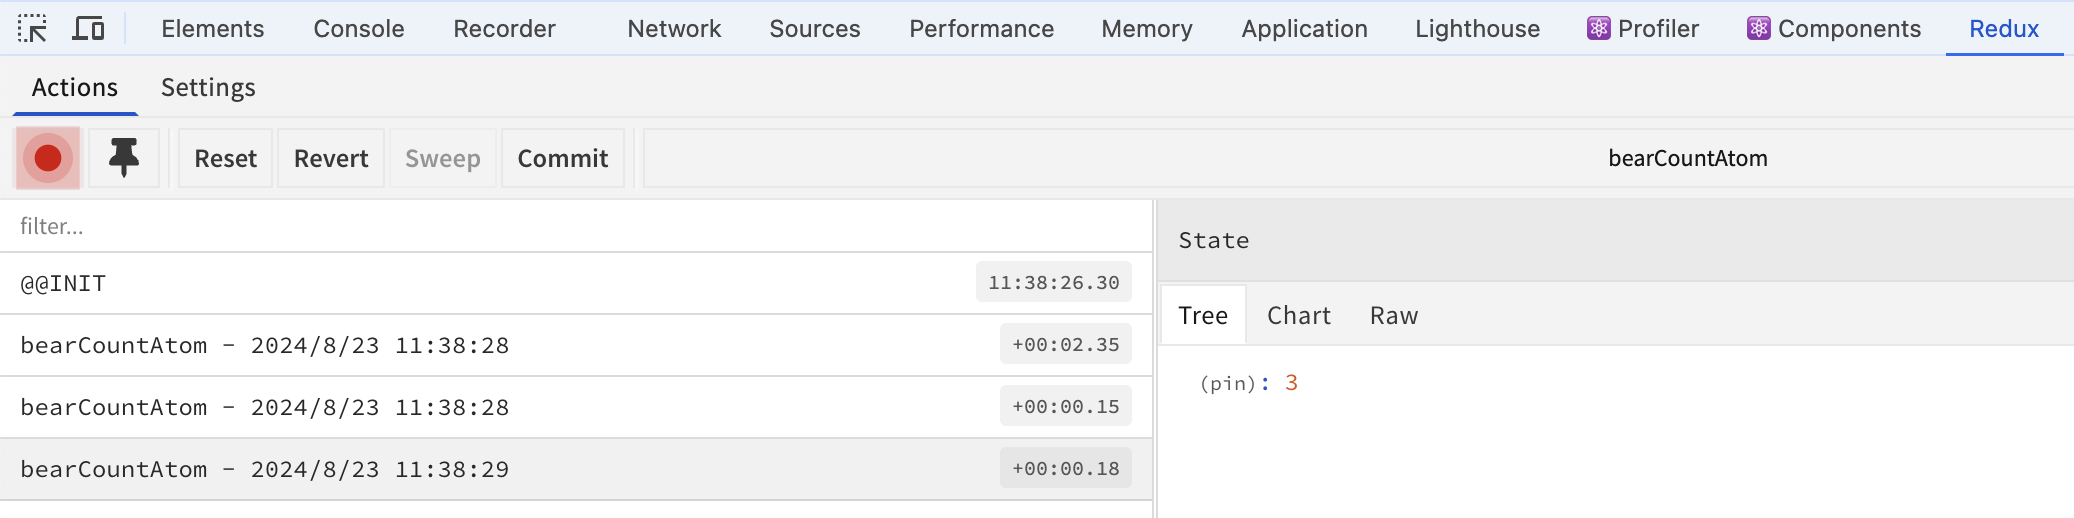 Elements Console Recorder Network Sources Performance Memory Application Lighthouse Profiler Components Redux
Actions Settings
Reset Revert Sweep Commit bearCountAtom
filter...
@@INIT 11:38:26.30
bearCountAtom - 2024/8/23 11:38:28 +00:02.35
bearCountAtom - 2024/8/23 11:38:28 +00:00.15
bearCountAtom - 2024/8/23 11:38:29 +00:00.18
State
Tree Chart Raw
(pin): 3